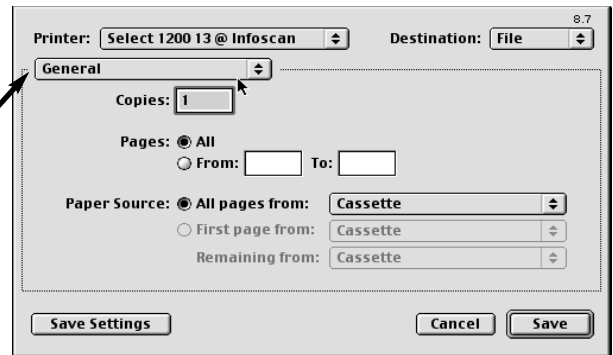 8.7
Printer: Select 1200 13 @ Infoscan Destination: File
General
Copies: 1
Pages: All
From: To:
Paper Source: All pages from: Cassette
First page from: Cassette
Remaining from: Cassette
Save Settings Cancel Save